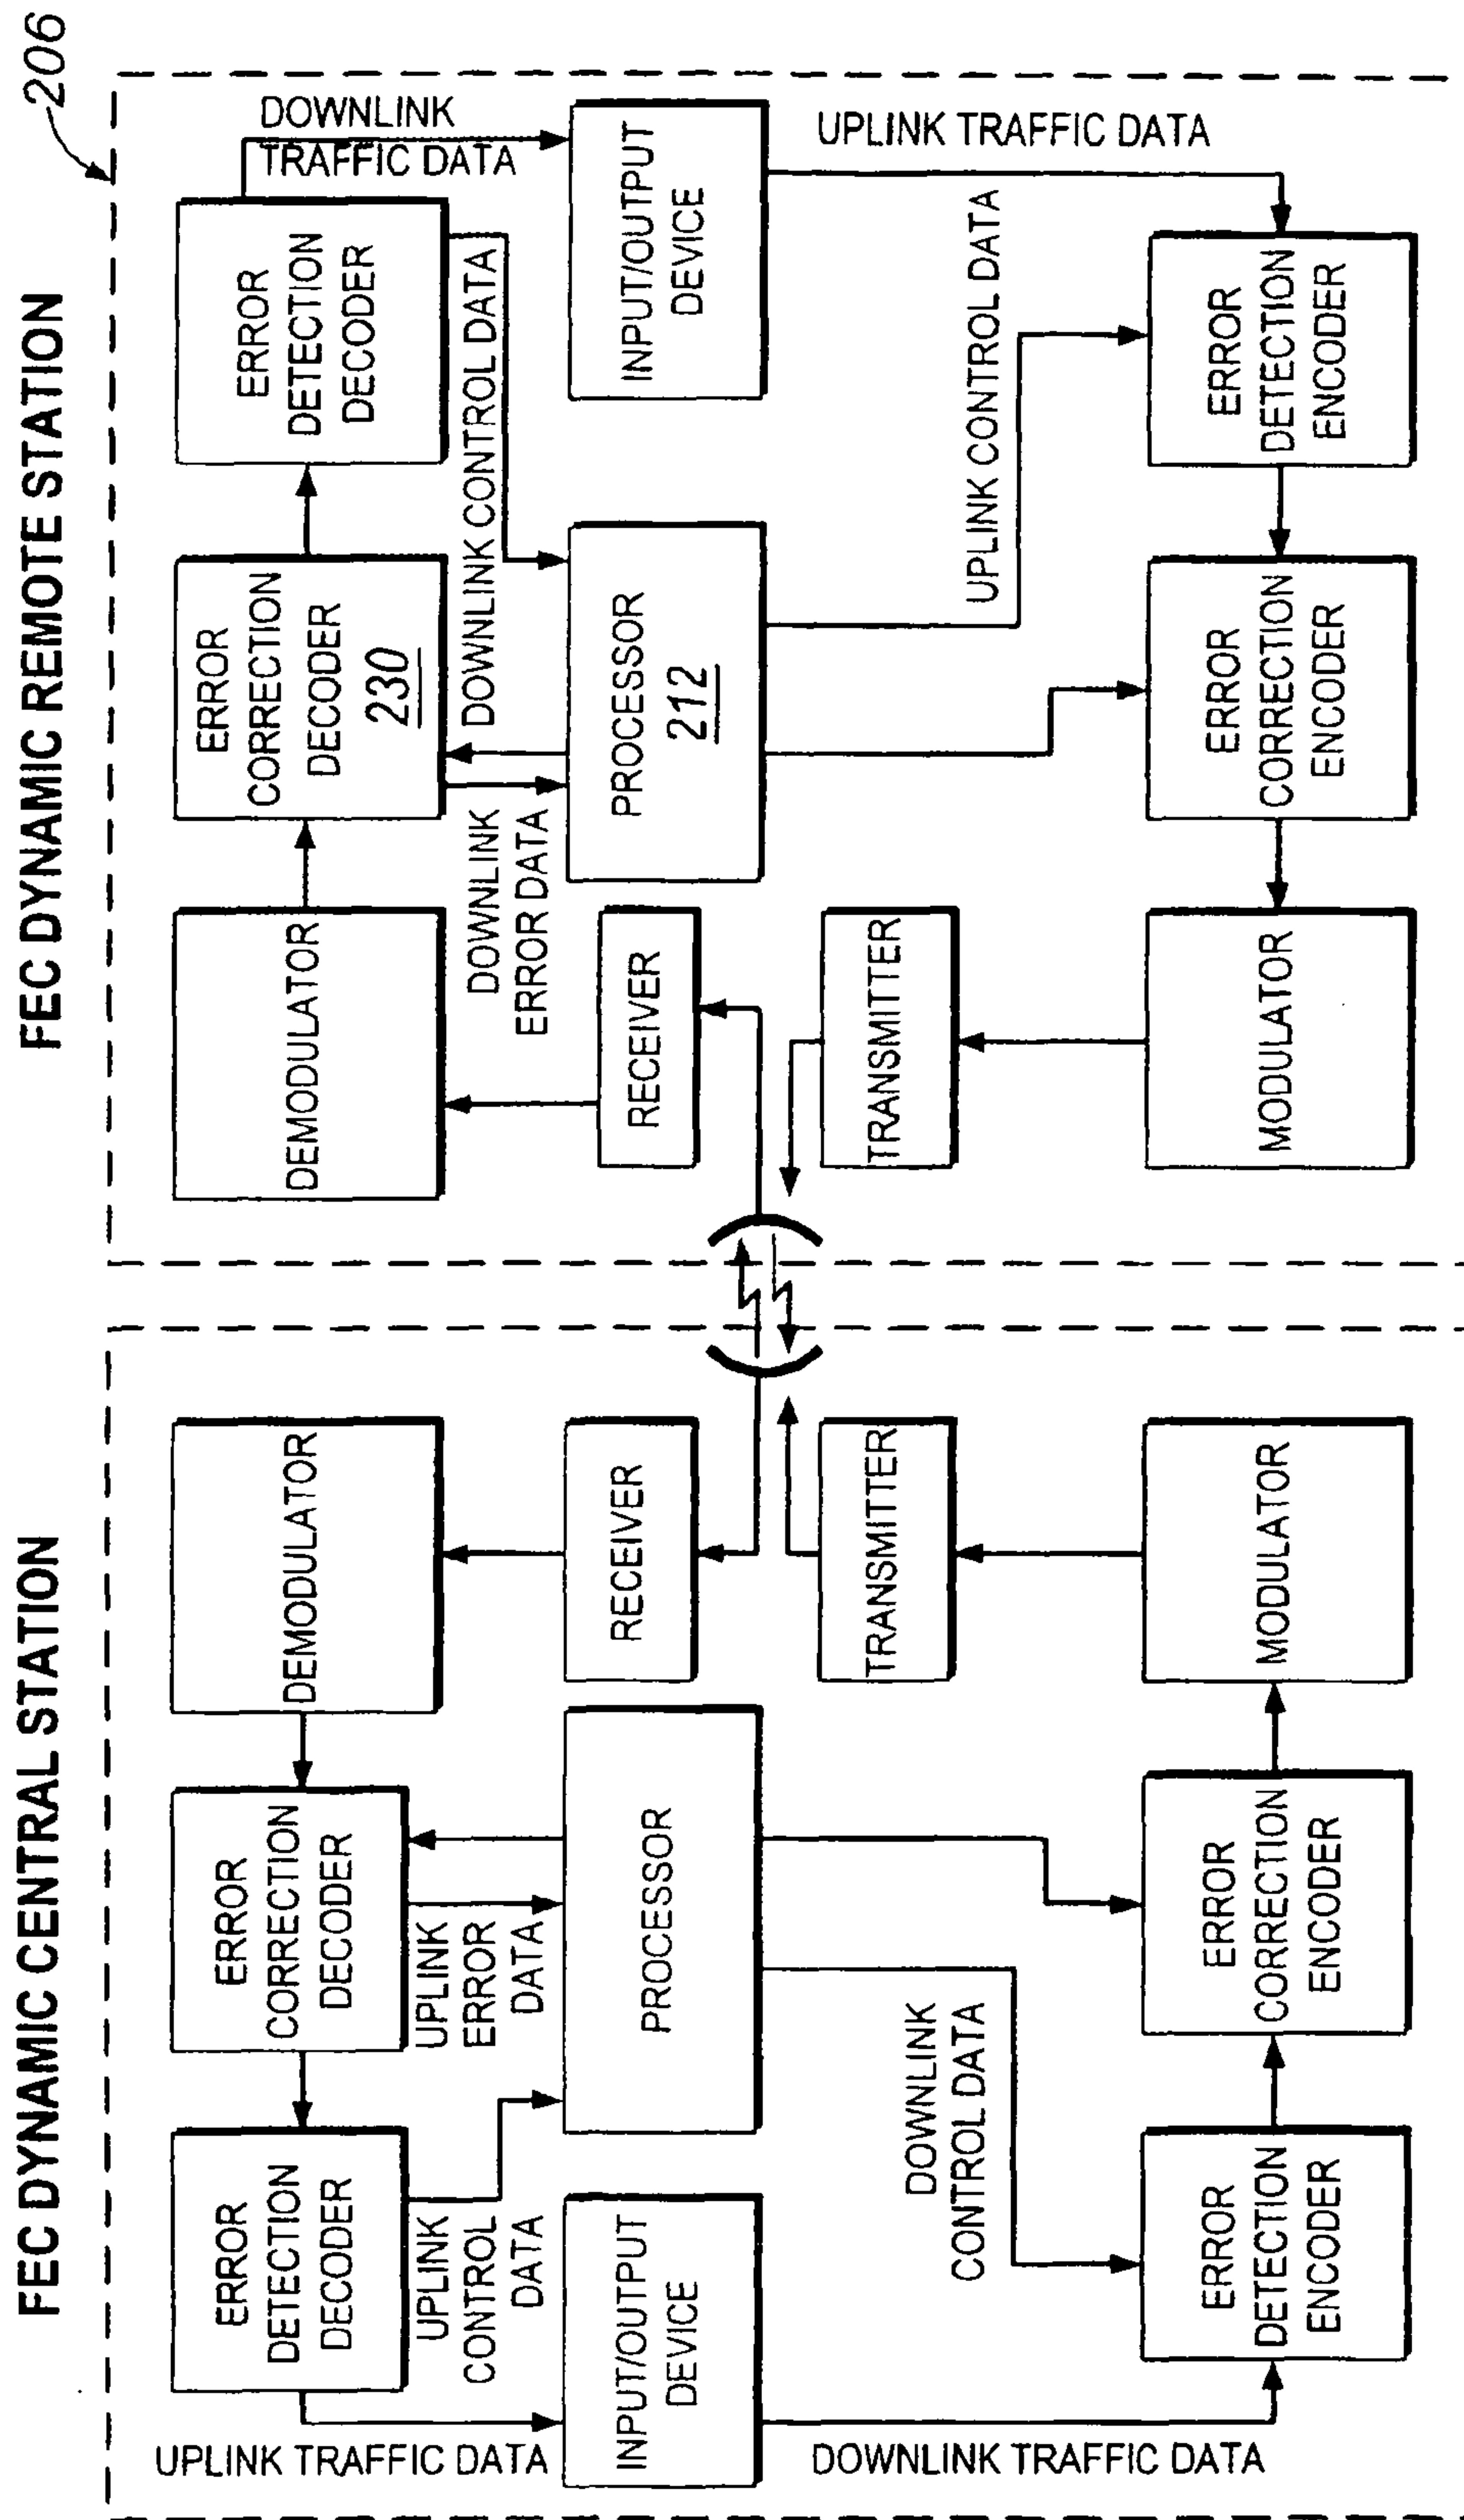 FEC DYNAMIC CENTRAL STATION
ERROR
DETECTION
DECODER
ERROR
CORRECTION
DECODER
DEMODULATOR
UPLINK
CONTROL
DATA
UPLINK
ERROR
DATA
UPLINK TRAFFIC DATA
INPUT/OUTPUT
DEVICE
PROCESSOR
RECEIVER
TRANSMITTER
DOWNLINK
CONTROL DATA
DOWNLINK TRAFFIC DATA
ERROR
DETECTION
ENCODER
ERROR
CORRECTION
ENCODER
MODULATOR
FEC DYNAMIC REMOTE STATION
206
DEMODULATOR
ERROR
CORRECTION
DECODER
230
ERROR
DETECTION
DECODER
DOWNLINK
TRAFFIC DATA
DOWNLINK
ERROR DATA
DOWNLINK CONTROL DATA
RECEIVER
PROCESSOR
212
INPUT/OUTPUT
DEVICE
TRANSMITTER
UPLINK CONTROL DATA
UPLINK TRAFFIC DATA
MODULATOR
ERROR
CORRECTION
ENCODER
ERROR
DETECTION
ENCODER